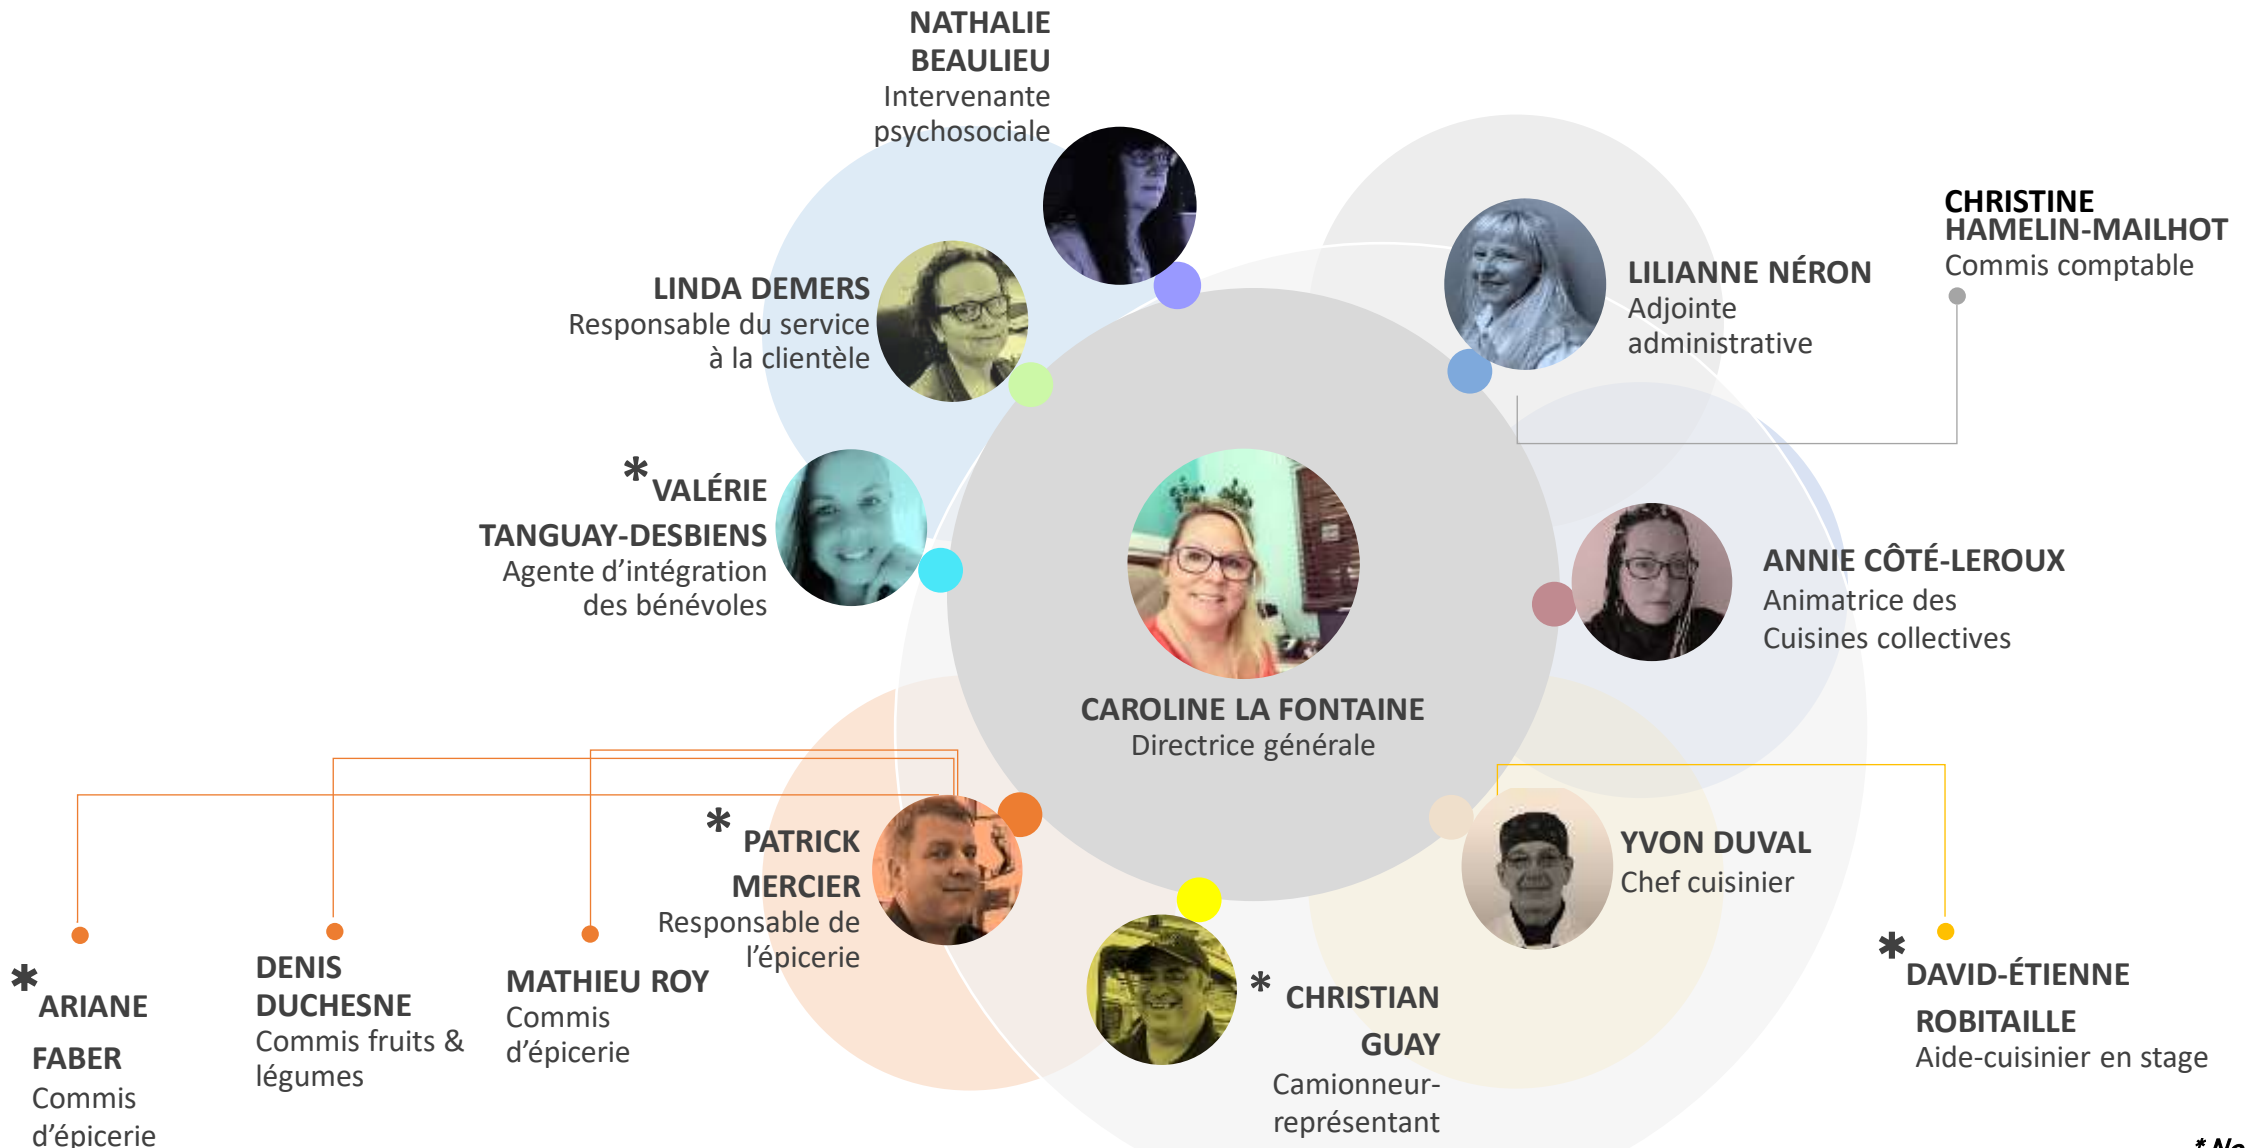 NATHALIE
BEAULIEU
Intervenante
psychosociale
LINDA DEMERS
Responsable du service
à la clientèle
*VALÉRIE
TANGUAY-DESBIENS
Agente d’intégration
des bénévoles
LILIANNE NÉRON
Adjointe
administrative
CHRISTINE
HAMELIN-MAILHOT
Commis comptable
ANNIE CÔTÉ-LEROUX
Animatrice des
Cuisines collectives
CAROLINE LA FONTAINE
Directrice générale
* PATRICK
MERCIER
Responsable de
l’épicerie
YVON DUVAL
Chef cuisinier
*ARIANE
FABER
Commis
d’épicerie
DENIS
DUCHESNE
Commis fruits &
légumes
MATHIEU ROY
Commis
d’épicerie
* CHRISTIAN
GUAY
Camionneur-
représentant
*DAVID-ÉTIENNE
ROBITAILLE
Aide-cuisinier en stage
*